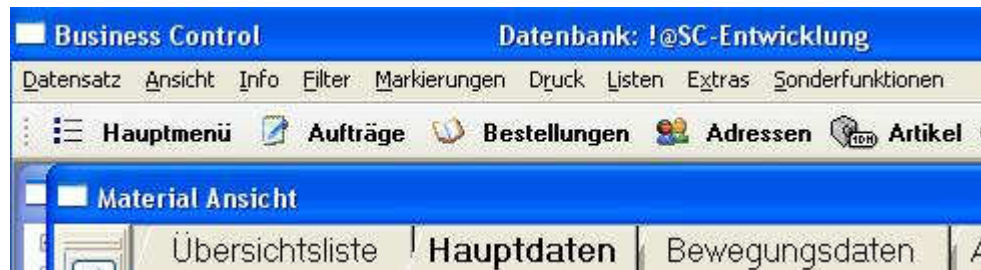 Business Control Datenbank: !@SC-Entwicklung
Datensatz Ansicht Info Filter Markierungen Druck Listen Extras Sonderfunktionen
Hauptmenü Aufträge Bestellungen Adressen Artikel
Material Ansicht
Übersichtsliste Hauptdaten Bewegungsdaten